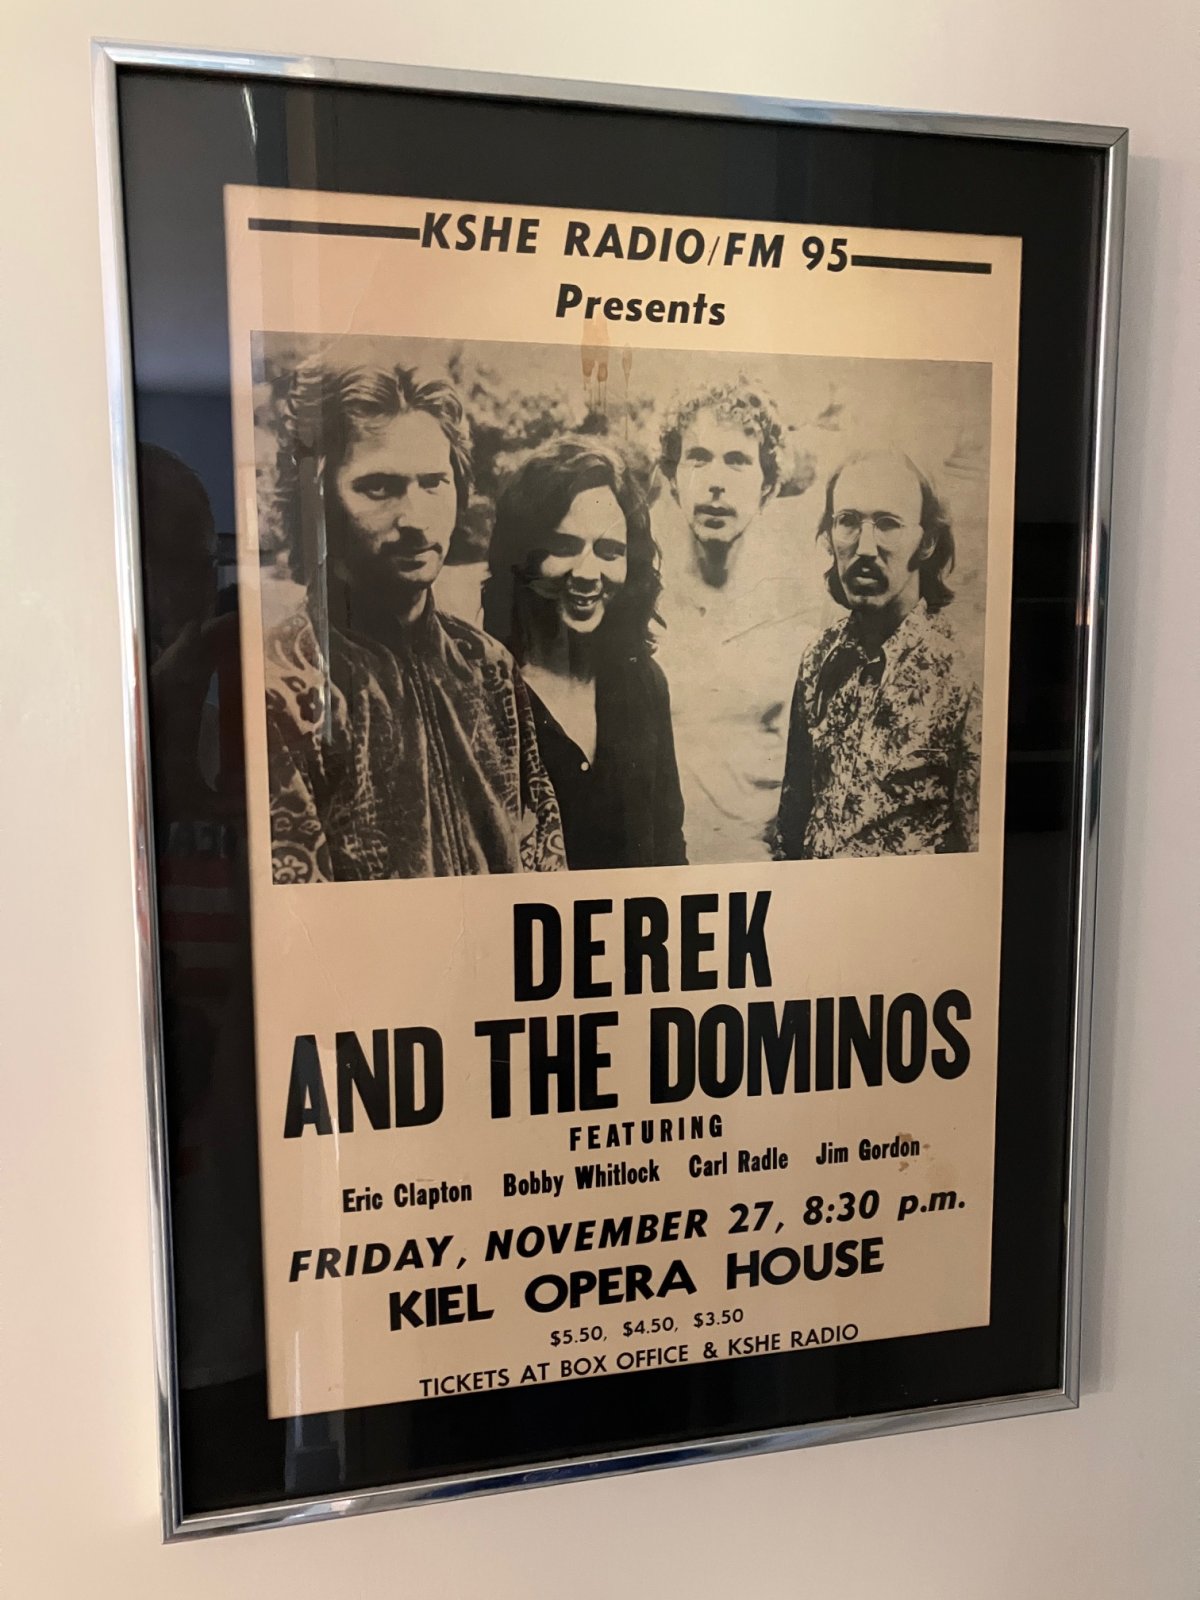 KSHE RADIO/FM 95
Presents
DEREK
AND THE DOMINOS
FEATURING
Eric Clapton Bobby Whitlock Carl Radle Jim Gordon
FRIDAY, NOVEMBER 27, 8:30 p.m.
KIEL OPERA HOUSE
$5.50, $4.50, $3.50
TICKETS AT BOX OFFICE & KSHE RADIO